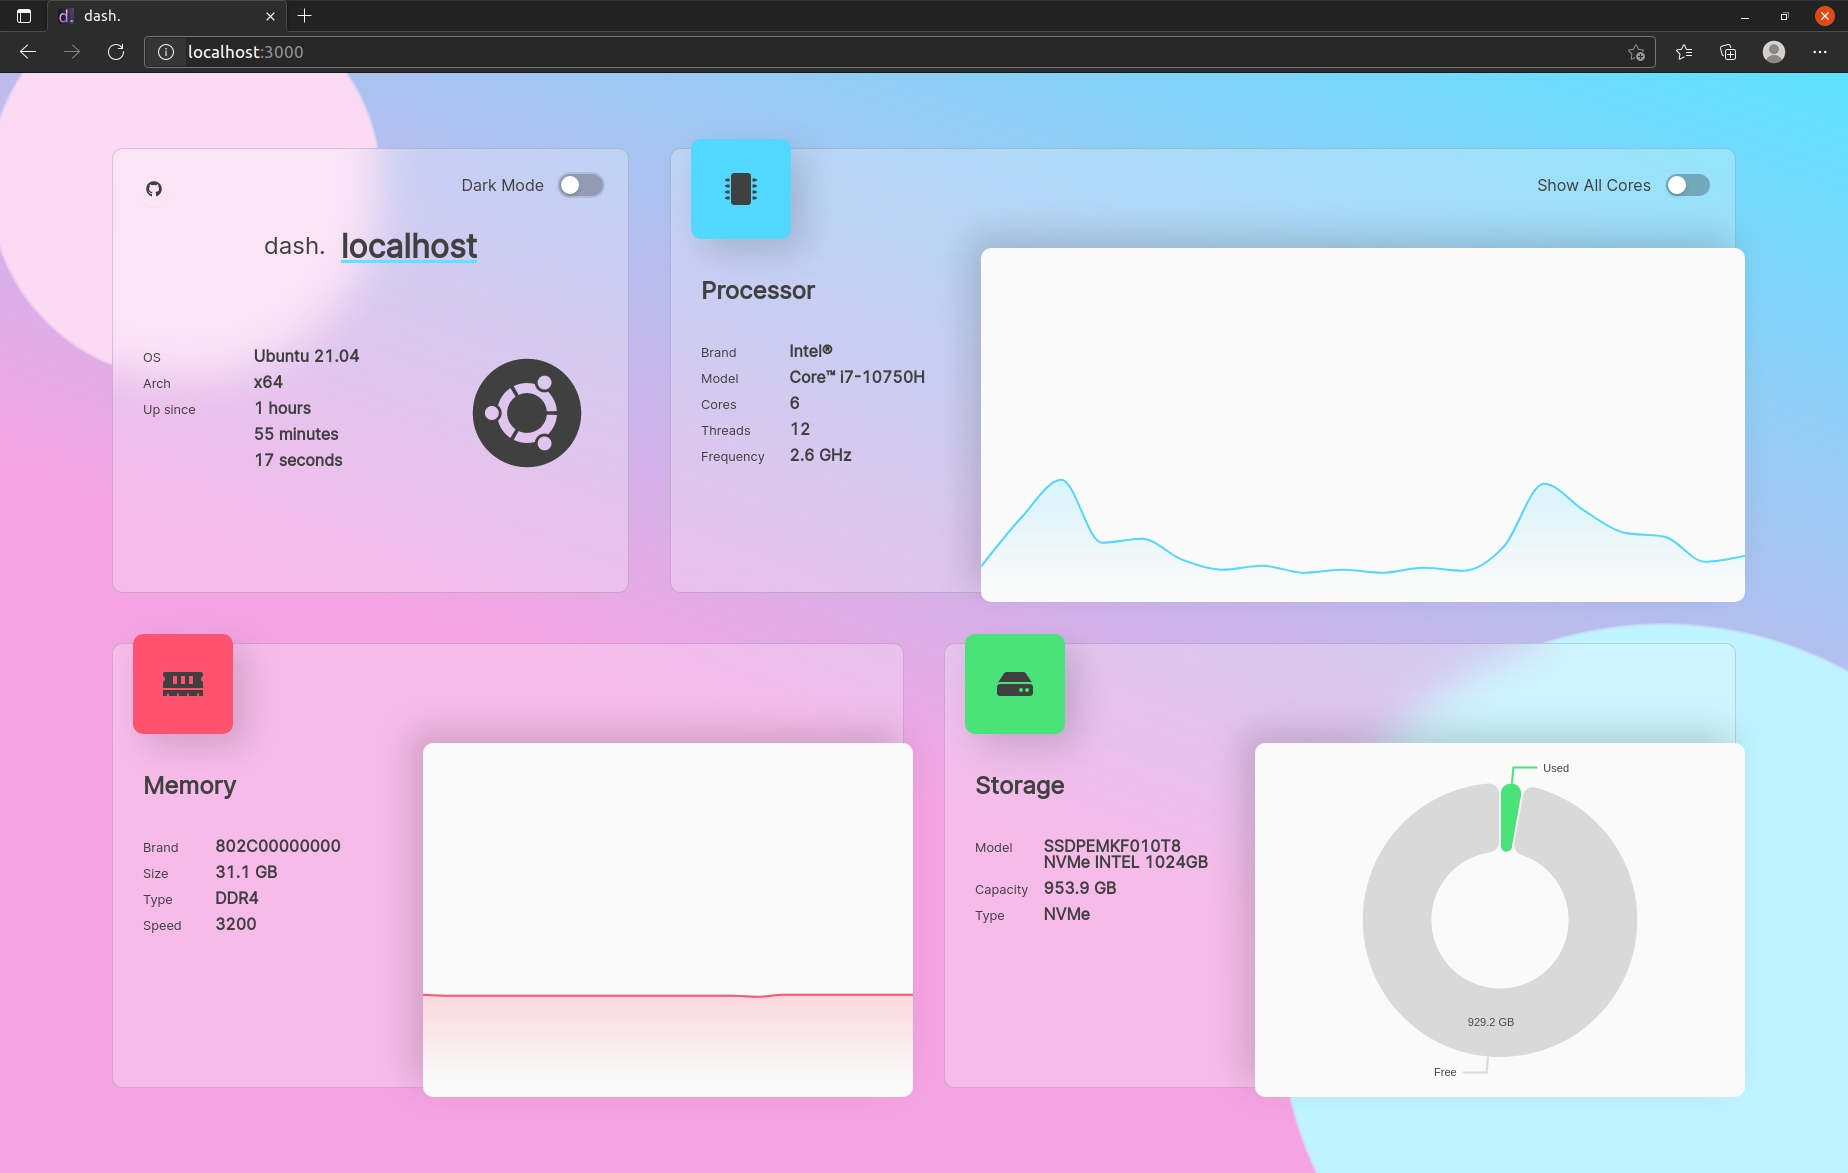 d. dash.
localhost:3000
Dark Mode
dash. localhost
OS Ubuntu 21.04
Arch x64
Up since 1 hours
55 minutes
17 seconds
Show All Cores
Processor
Brand Intel®
Model Core™ i7-10750H
Cores 6
Threads 12
Frequency 2.6 GHz
Memory
Brand 802C00000000
Size 31.1 GB
Type DDR4
Speed 3200
Storage
Model SSDPEMKF010T8
NVMe INTEL 1024GB
Capacity 953.9 GB
Type NVMe
Used
929.2 GB
Free